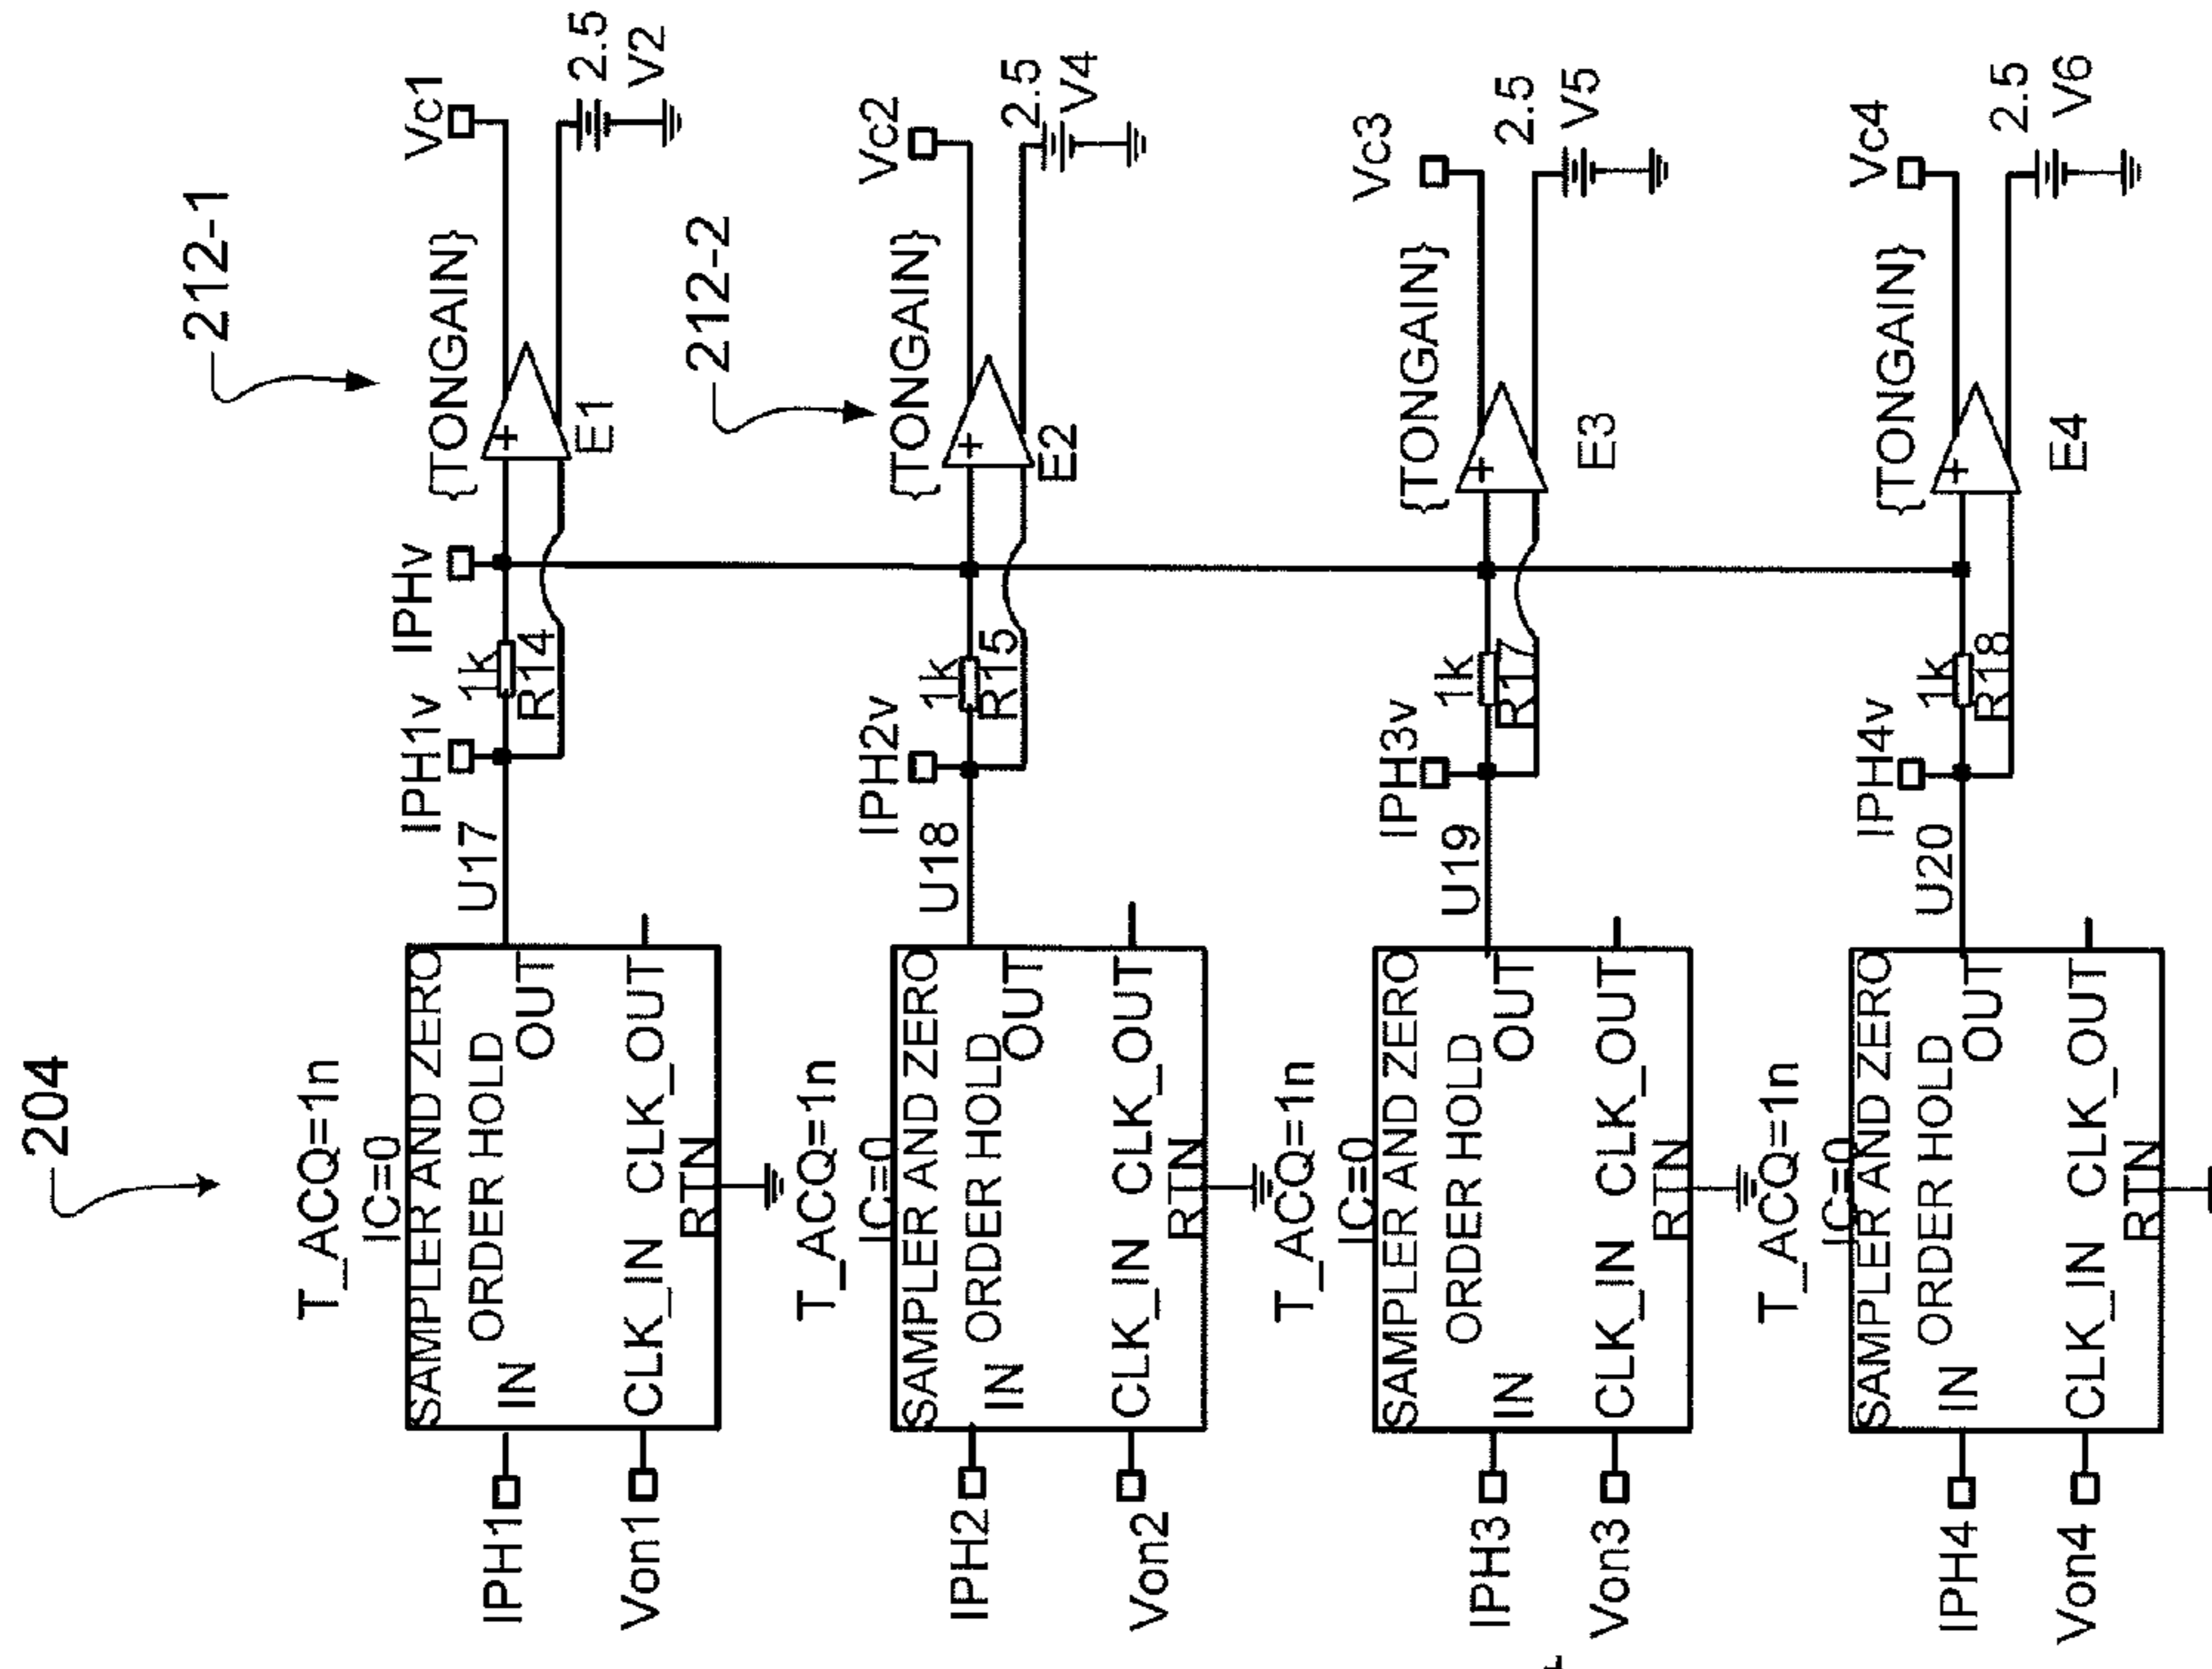 204
T_ACQ=1n
IC=0
SAMPLER AND ZERO
ORDER HOLD
IN
OUT
CLK_IN
CLK_OUT
RTN
IPH1
Von1
U17
IPH1v
1k
R14
IPHv
212-1
{TONGAIN}
+
E1
Vc1
2.5
V2
T_ACQ=1n
IC=0
SAMPLER AND ZERO
ORDER HOLD
IN
OUT
CLK_IN
CLK_OUT
RTN
IPH2
Von2
U18
IPH2v
1k
R15
212-2
{TONGAIN}
+
E2
Vc2
2.5
V4
T_ACQ=1n
IC=0
SAMPLER AND ZERO
ORDER HOLD
IN
OUT
CLK_IN
CLK_OUT
RTN
IPH3
Von3
U19
IPH3v
1k
R17
{TONGAIN}
+
E3
Vc3
2.5
V5
T_ACQ=1n
IC=0
SAMPLER AND ZERO
ORDER HOLD
IN
OUT
CLK_IN
CLK_OUT
RTN
IPH4
Von4
U20
IPH4v
1k
R18
{TONGAIN}
+
E4
Vc4
2.5
V6